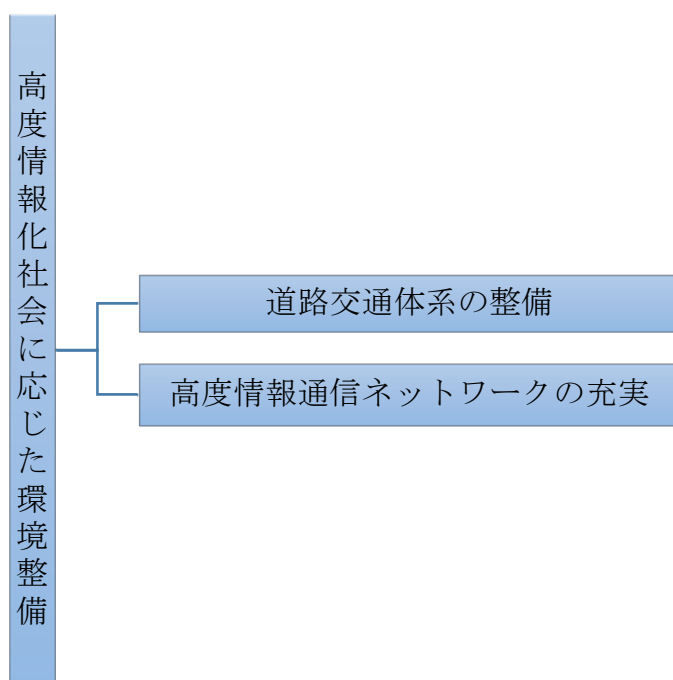 高度情報化社会に応じた環境整備
道路交通体系の整備
高度情報通信ネットワークの充実